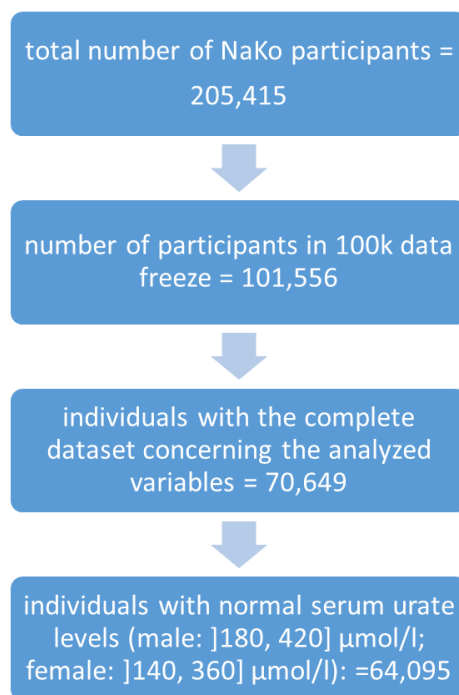 total number of NaKo participants =
205,415
number of participants in 100k data
freeze = 101,556
individuals with the complete
dataset concerning the analyzed
variables = 70,649
individuals with normal serum urate
levels (male: ]180, 420] µmol/l;
female: ]140, 360] µmol/l): =64,095